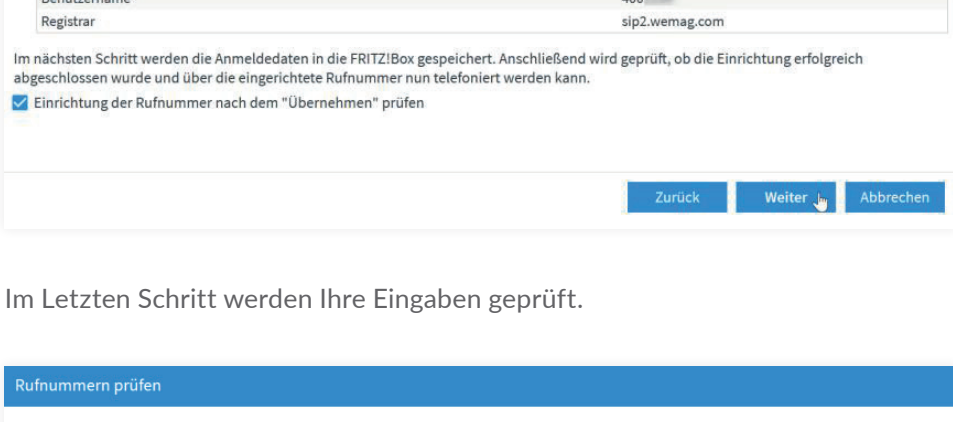 Benutzername
Registrar sip2.wemag.com
Im nächsten Schritt werden die Anmeldedaten in die FRITZ!Box gespeichert. Anschließend wird geprüft, ob die Einrichtung erfolgreich
abgeschlossen wurde und über die eingerichtete Rufnummer nun telefoniert werden kann.
Einrichtung der Rufnummer nach dem "Übernehmen" prüfen
Zurück Weiter Abbrechen
Im Letzten Schritt werden Ihre Eingaben geprüft.
Rufnummern prüfen